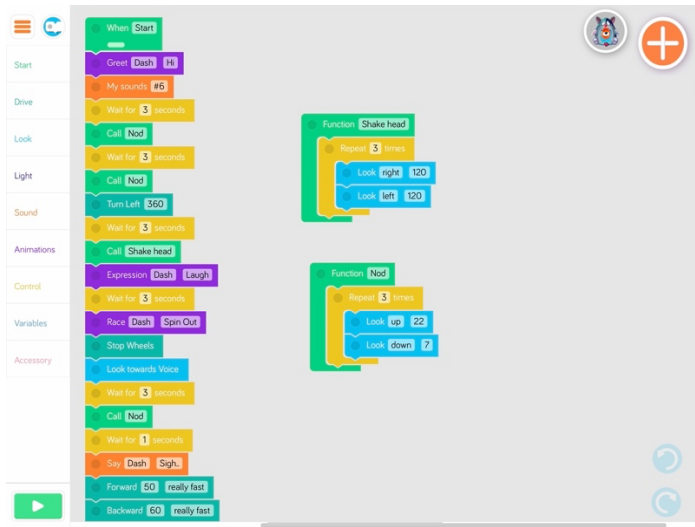 Start
Drive
Look
Light
Sound
Animations
Control
Variables
Accessory
When Start
Greet Dash Hi
My sounds #6
Wait for 3 seconds
Call Nod
Wait for 3 seconds
Call Nod
Turn Left 360
Wait for 3 seconds
Call Shake head
Expression Dash Laugh
Wait for 3 seconds
Race Dash Spin Out
Stop Wheels
Look towards Voice
Wait for 3 seconds
Call Nod
Wait for 1 seconds
Say Dash Sigh..
Forward 50 really fast
Backward 60 really fast
Function Shake head
Repeat 3 times
Look right 120
Look left 120
Function Nod
Repeat 3 times
Look up 22
Look down 7